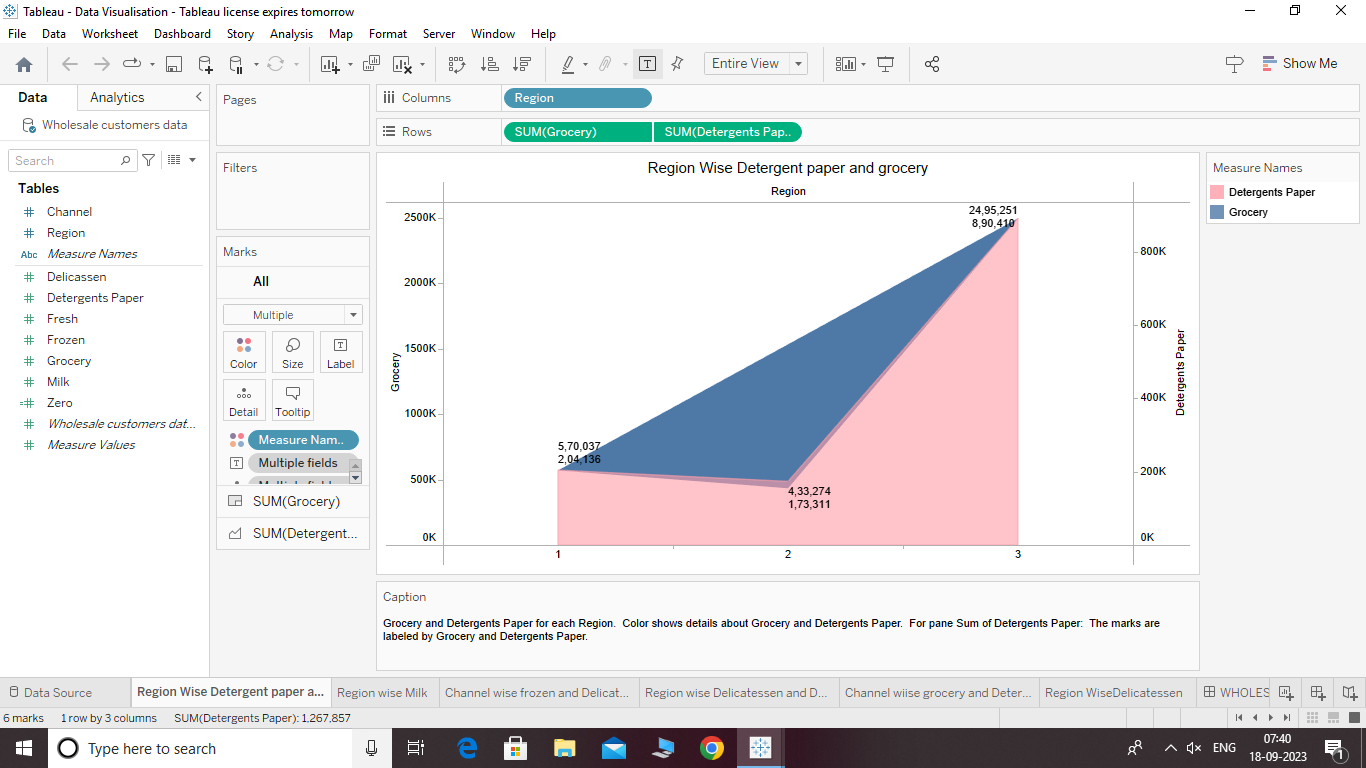 Tableau - Data Visualisation - Tableau license expires tomorrow
File Data Worksheet Dashboard Story Analysis Map Format Server Window Help
Entire View
Show Me
Data Analytics
Wholesale customers data
Search
Tables
Channel
Region
Abc Measure Names
Delicassen
Detergents Paper
Fresh
Frozen
Grocery
Milk
Zero
Wholesale customers dat...
Measure Values
Pages
Filters
Marks
All
Multiple
Color Size Label
Detail Tooltip
Measure Nam..
Multiple fields
SUM(Grocery)
SUM(Detergent...
Columns Region
Rows SUM(Grocery) SUM(Detergents Pap..
Region Wise Detergent paper and grocery
Region
2500K
2000K
1500K
1000K
500K
0K
Grocery
24,95,251
8,90,410
5,70,037
2,04,136
4,33,274
1,73,311
1 2 3
800K
600K
400K
200K
0K
Detergents Paper
Measure Names
Detergents Paper
Grocery
Caption
Grocery and Detergents Paper for each Region. Color shows details about Grocery and Detergents Paper. For pane Sum of Detergents Paper: The marks are
labeled by Grocery and Detergents Paper.
Data Source Region Wise Detergent paper a... Region wise Milk Channel wise frozen and Delicat... Region wise Delicatessen and D... Channel wiise grocery and Deter... Region WiseDelicatessen WHOLES
6 marks 1 row by 3 columns SUM(Detergents Paper): 1,267,857
Type here to search
ENG
07:40
18-09-2023
1